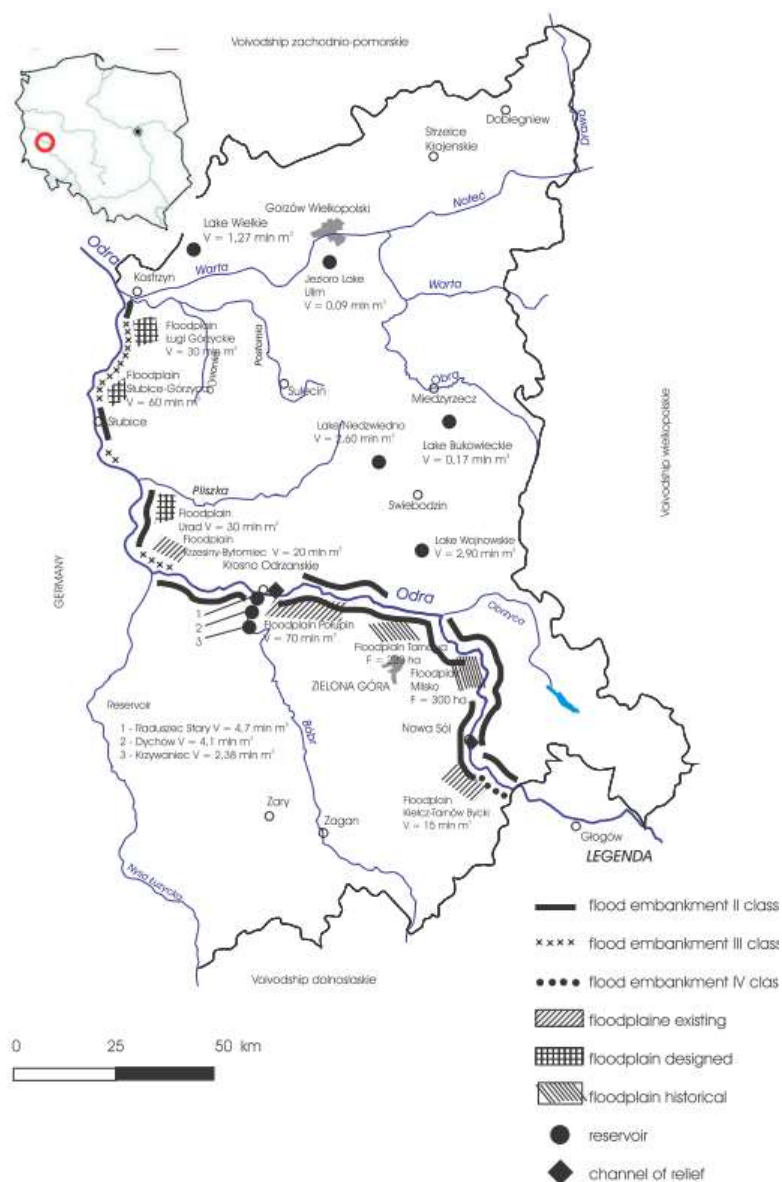 Voivodship zachodnio-pomorskie
Dobiegniew
Strzelce
Krajenskie
Drawa
Noteć
Gorzów Wielkopolski
Lake Wielkie
V = 1,27 mln m³
Odra
Warta
Jezioro Lake
Ulim
V = 0,09 mln m³
Warta
Kostrzyn
Floodplain
Ługi Górzyckie
V = 30 mln m³
Postomia
Floodplain
Słubice-Górzyca
V = 60 mln m³
Sulęcin
Obra
Miedzyrzecz
Słubice
Lake Niedzwiedno
V = 2,60 mln m³
Lake Bukowieckie
V = 0,17 mln m³
Voivodship wielkopolskie
Pliszka
Swiebodzin
Floodplain
Urad V = 30 mln m³
Floodplain
Krzesiny-Bytomiec V = 20 mln m³
Lake Wojnowskie
V = 2,90 mln m³
GERMANY
Krosno Odrzanskie
Odra
Obrzyca
1
2
3
Floodplain Połupin
V = 70 mln m³
Floodplain Tarnawa
F = ha
Floodplain
Milsko
F = 300 ha
ZIELONA GÓRA
Reservoir
1 - Raduszec Stary V = 4,7 mln m³
2 - Dychów V = 4,1 mln m³
3 - Krzywaniec V = 2,38 mln m³
Bóbr
Nowa Sól
Floodplain
Kiełcz-Tarnów Bycki
V = 15 mln m³
Zary
Zagan
Głogów
Nysa Łużycka
Voivodship dolnoslaskie
LEGENDA
flood embankment II class
flood embankment III class
flood embankment IV class
floodplaine existing
floodplain designed
floodplain historical
reservoir
channel of relief
0 25 50 km